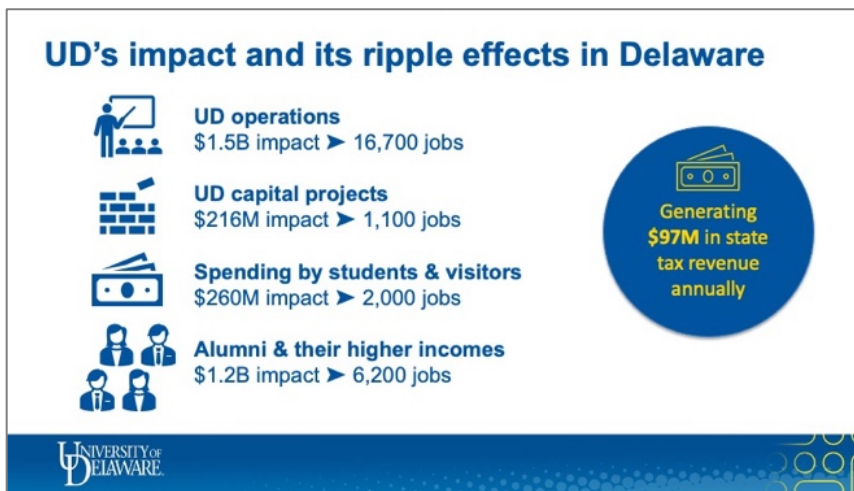 UD’s impact and its ripple effects in Delaware
UD operations
$1.5B impact ➤ 16,700 jobs
UD capital projects
$216M impact ➤ 1,100 jobs
Spending by students & visitors
$260M impact ➤ 2,000 jobs
Alumni & their higher incomes
$1.2B impact ➤ 6,200 jobs
Generating
$97M in state
tax revenue
annually
UNIVERSITY OF
DELAWARE.